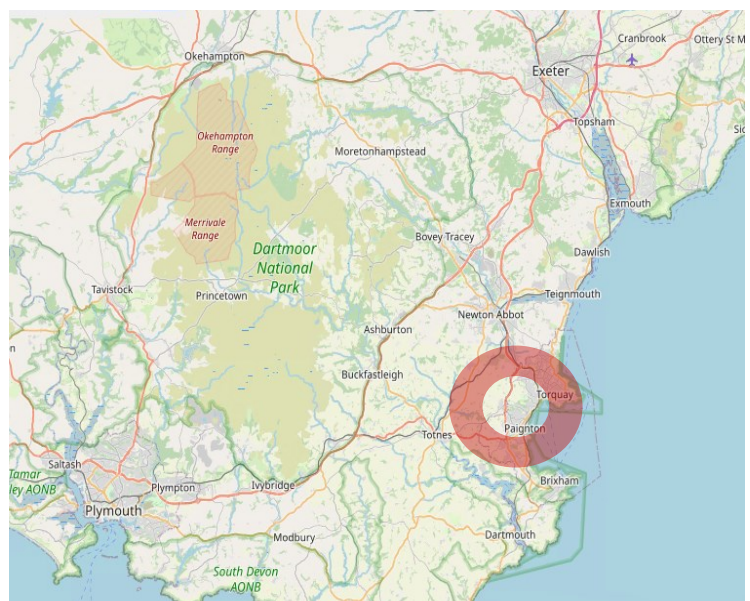 Cranbrook
Ottery St M
Okehampton
Exeter
Topsham
Okehampton
Range
Moretonhampstead
Exmouth
Merrivale
Range
Bovey Tracey
Dartmoor
National
Park
Dawlish
Tavistock
Princetown
Teignmouth
Newton Abbot
Ashburton
Buckfastleigh
Torquay
Paignton
Totnes
Saltash
Tamar
ley AONB
Plympton
Ivybridge
Brixham
Plymouth
Modbury
Dartmouth
South Devon
AONB